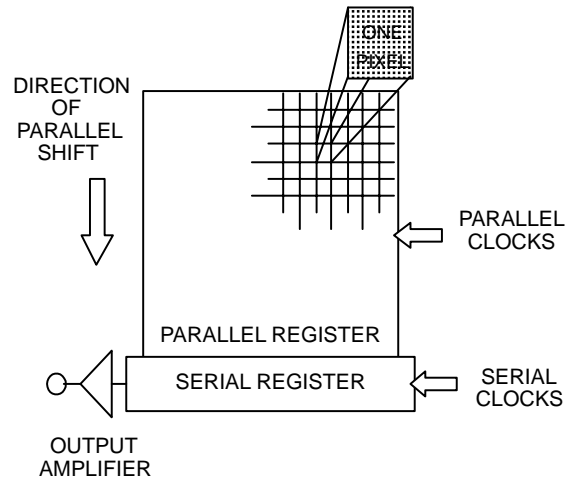 ONE
PIXEL
DIRECTION
OF
PARALLEL
SHIFT
PARALLEL
CLOCKS
PARALLEL REGISTER
SERIAL REGISTER
SERIAL
CLOCKS
OUTPUT
AMPLIFIER